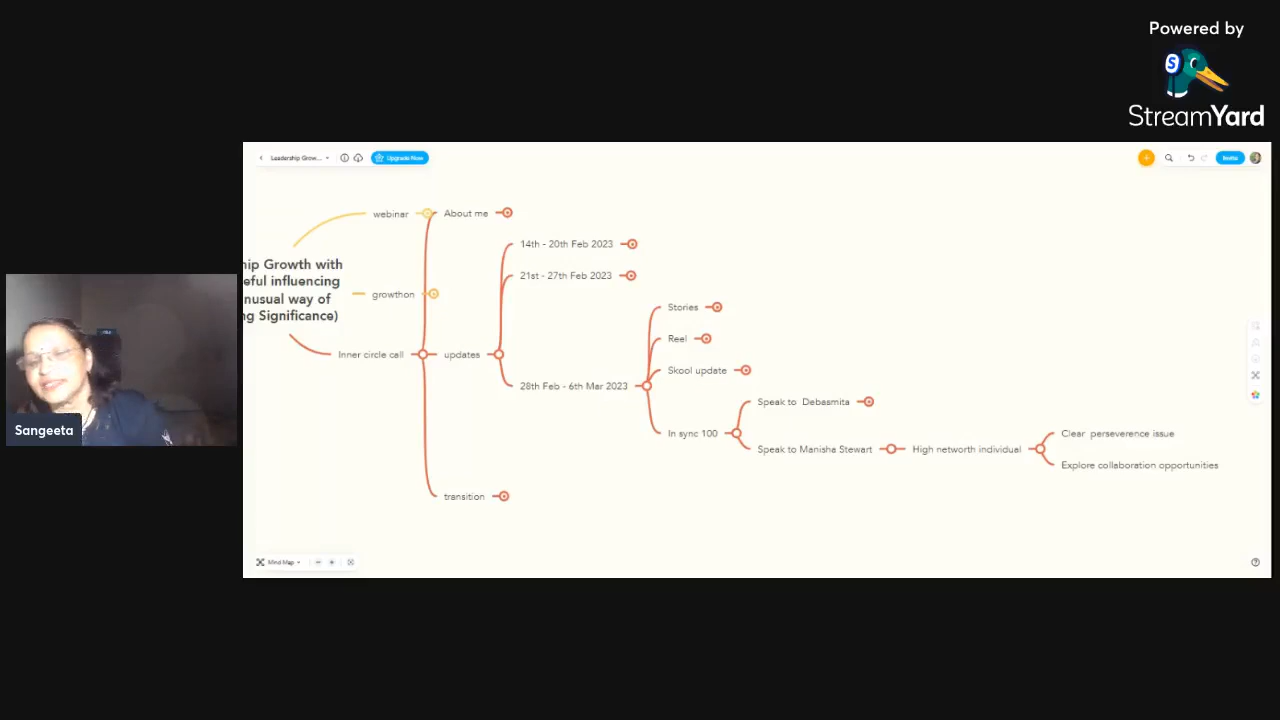 Powered by
StreamYard
Leadership Grow...
Upgrade Now
Invite
webinar
About me
14th - 20th Feb 2023
hip Growth with
eful influencing
nusual way of
ng Significance)
21st - 27th Feb 2023
growthon
Stories
Reel
Inner circle call
updates
Skool update
28th Feb - 6th Mar 2023
Speak to Debasmita
In sync 100
Clear perseverence issue
Speak to Manisha Stewart
High networth individual
Explore collaboration opportunities
transition
Sangeeta
Mind Map